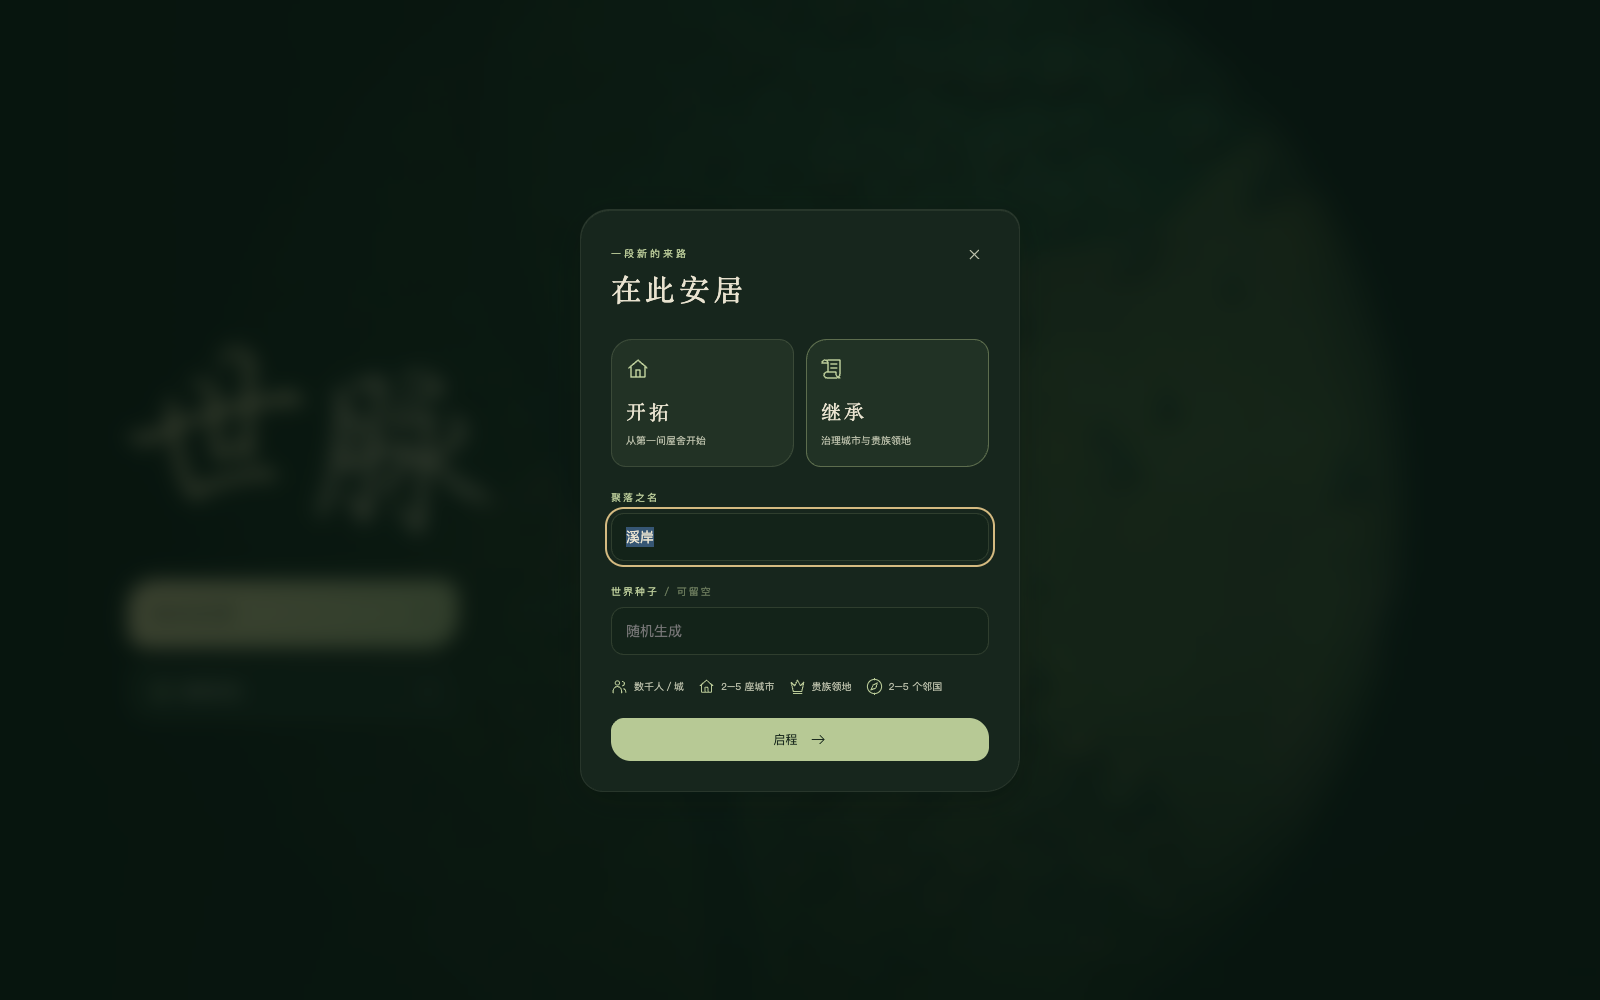 一段新的来路
在此安居
开拓
从第一间屋舍开始
继承
治理城市与贵族领地
聚落之名
溪岸
世界种子 / 可留空
随机生成
数千人 / 城 2—5 座城市 贵族领地 2—5 个邻国
启程 →